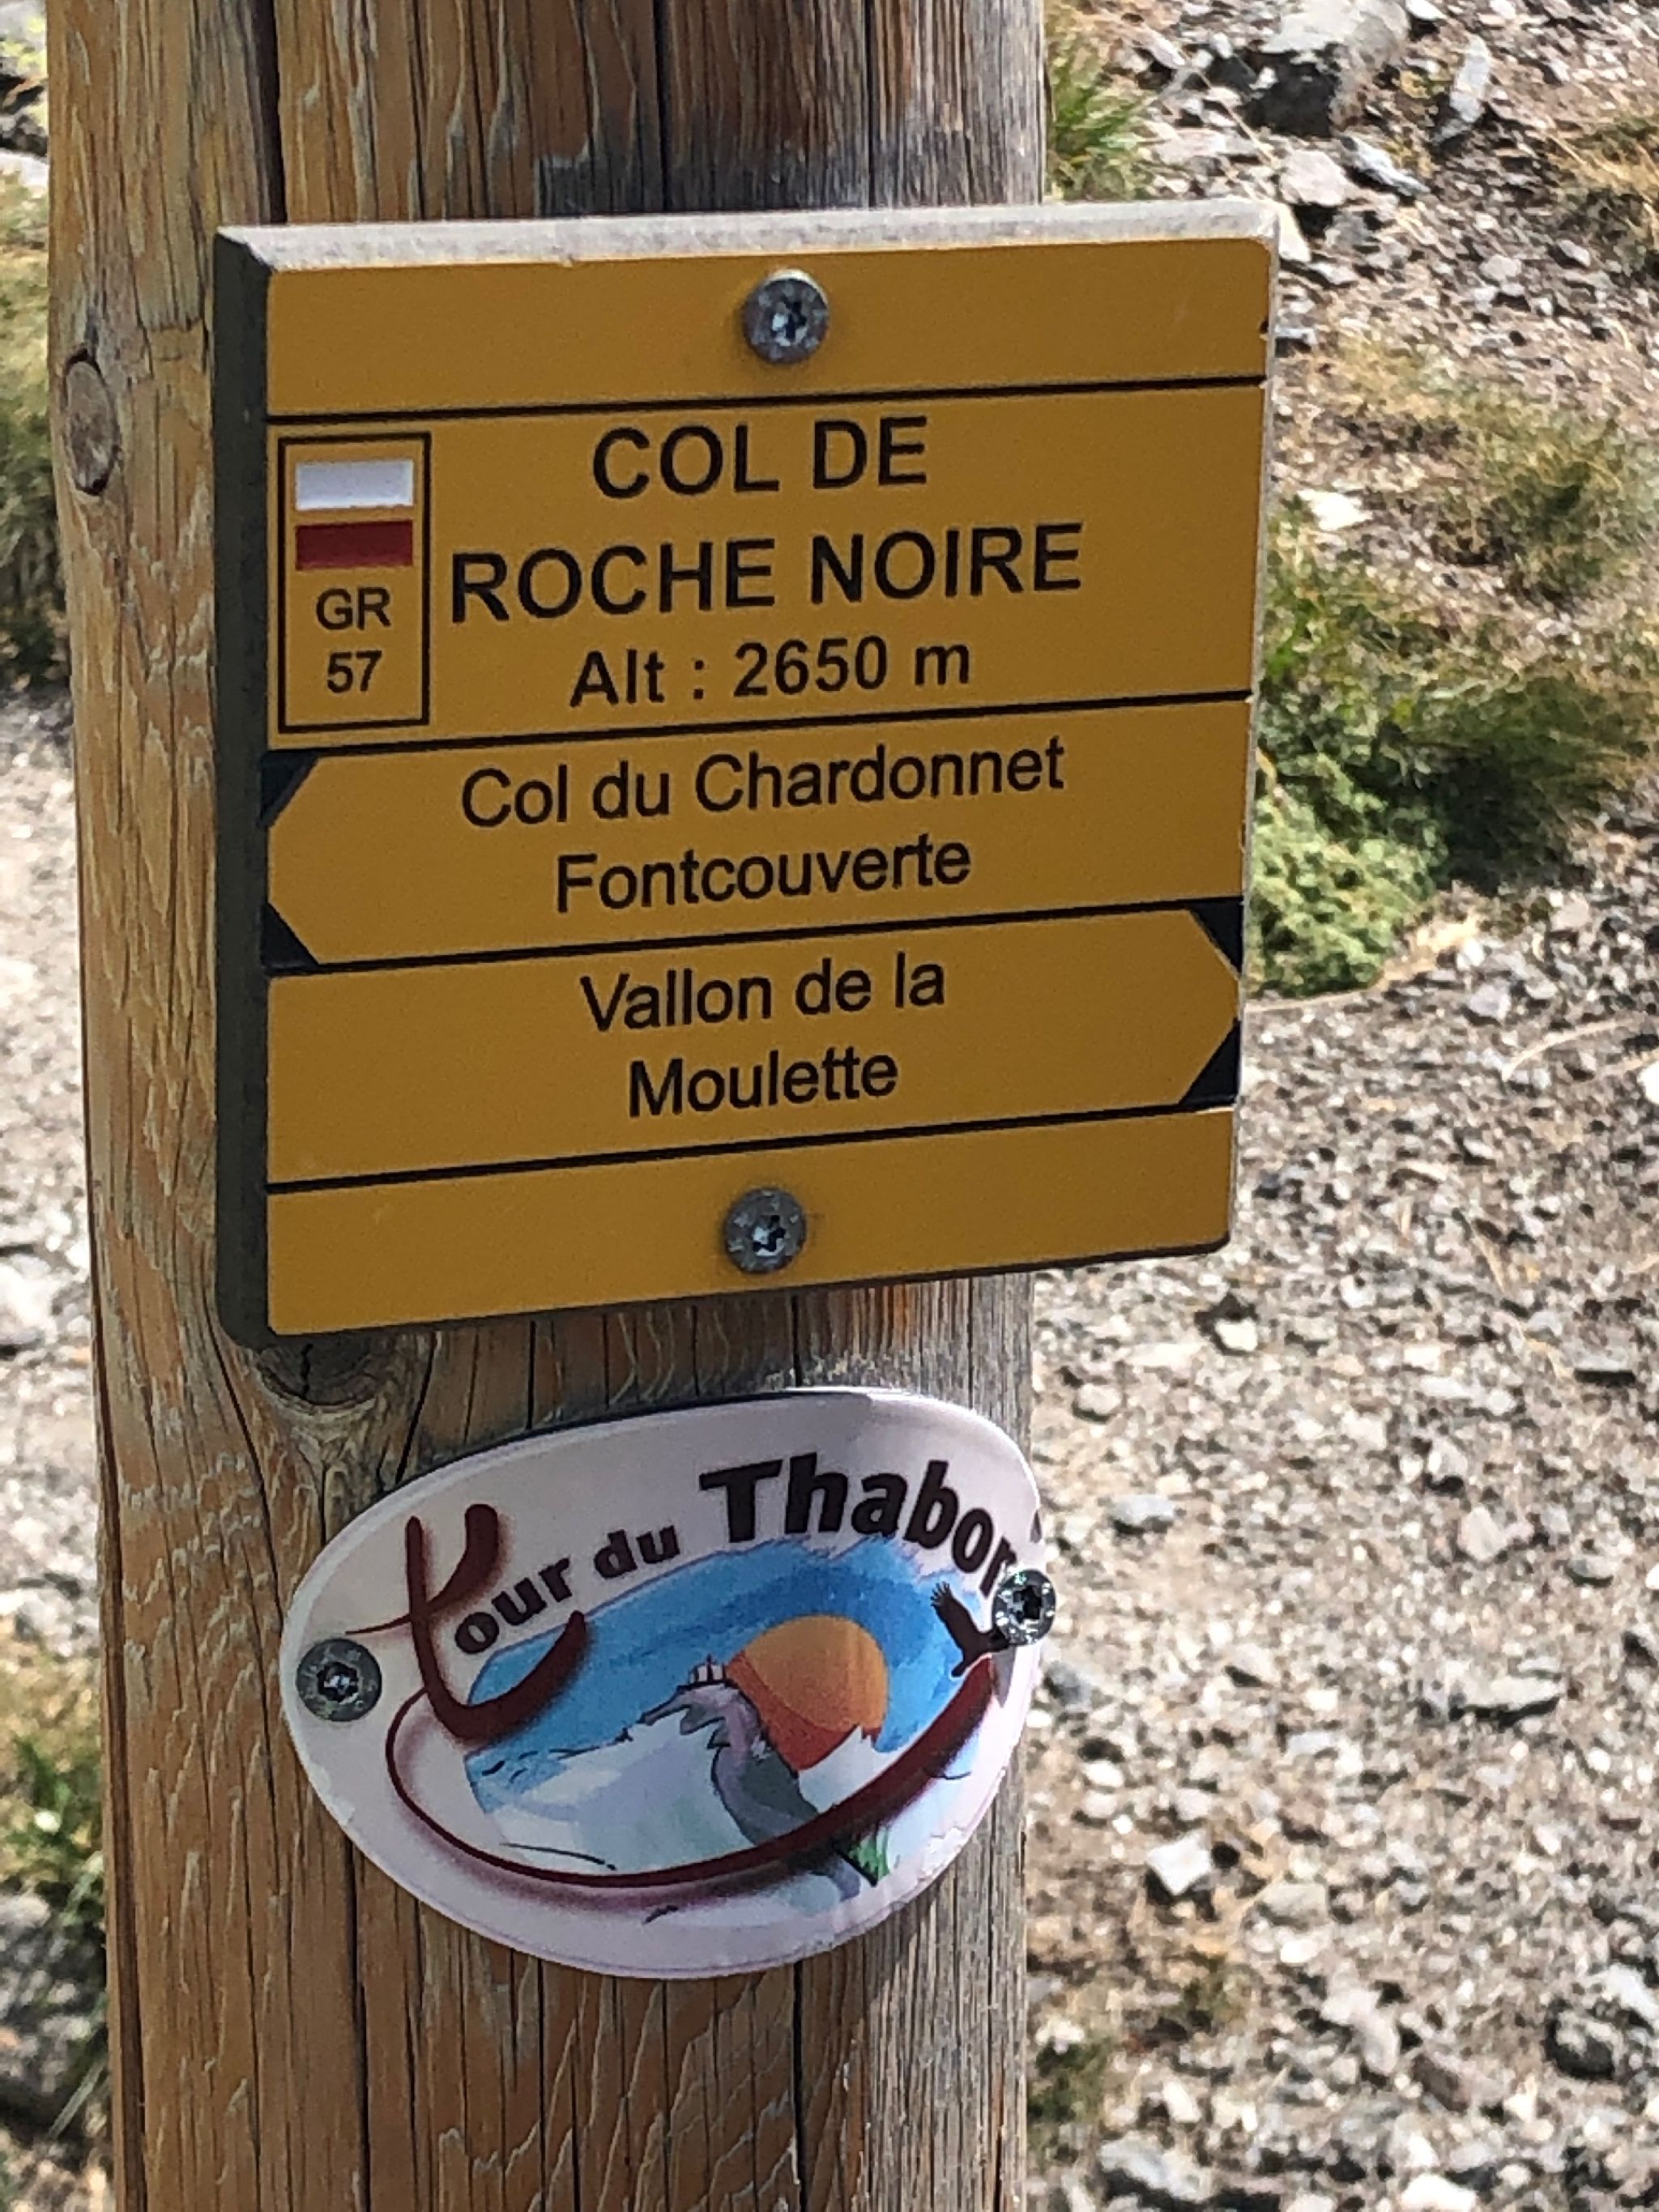 COL DE
ROCHE NOIRE
GR
57
Alt : 2650 m
Col du Chardonnet
Fontcouverte
Vallon de la
Moulette
tour du Thabor